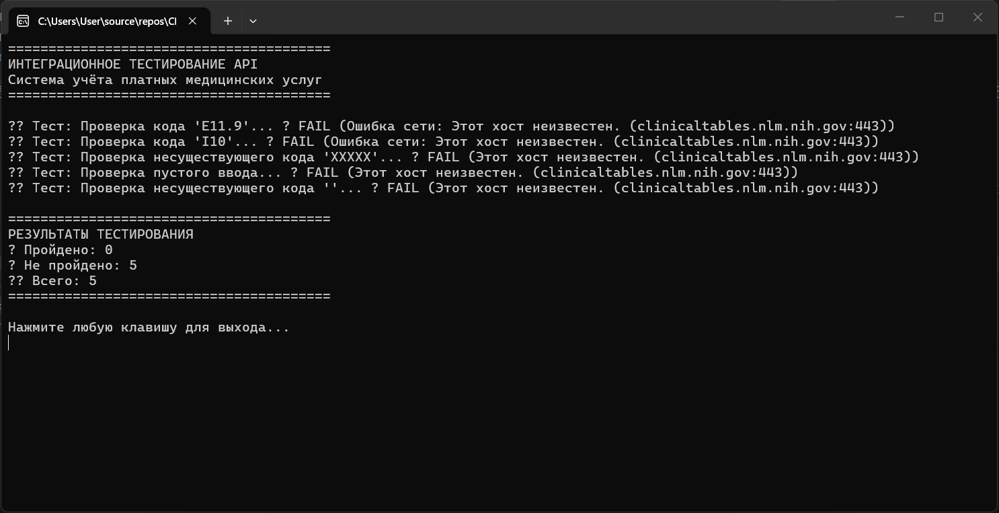 C:\Users\User\source\repos\Cl
========================================
ИНТЕГРАЦИОННОЕ ТЕСТИРОВАНИЕ API
Система учёта платных медицинских услуг
========================================
?? Тест: Проверка кода 'E11.9'... ? FAIL (Ошибка сети: Этот хост неизвестен. (clinicaltables.nlm.nih.gov:443))
?? Тест: Проверка кода 'I10'... ? FAIL (Ошибка сети: Этот хост неизвестен. (clinicaltables.nlm.nih.gov:443))
?? Тест: Проверка несуществующего кода 'XXXXX'... ? FAIL (Этот хост неизвестен. (clinicaltables.nlm.nih.gov:443))
?? Тест: Проверка пустого ввода... ? FAIL (Этот хост неизвестен. (clinicaltables.nlm.nih.gov:443))
?? Тест: Проверка несуществующего кода ''... ? FAIL (Этот хост неизвестен. (clinicaltables.nlm.nih.gov:443))
========================================
РЕЗУЛЬТАТЫ ТЕСТИРОВАНИЯ
? Пройдено: 0
? Не пройдено: 5
?? Всего: 5
========================================
Нажмите любую клавишу для выхода...